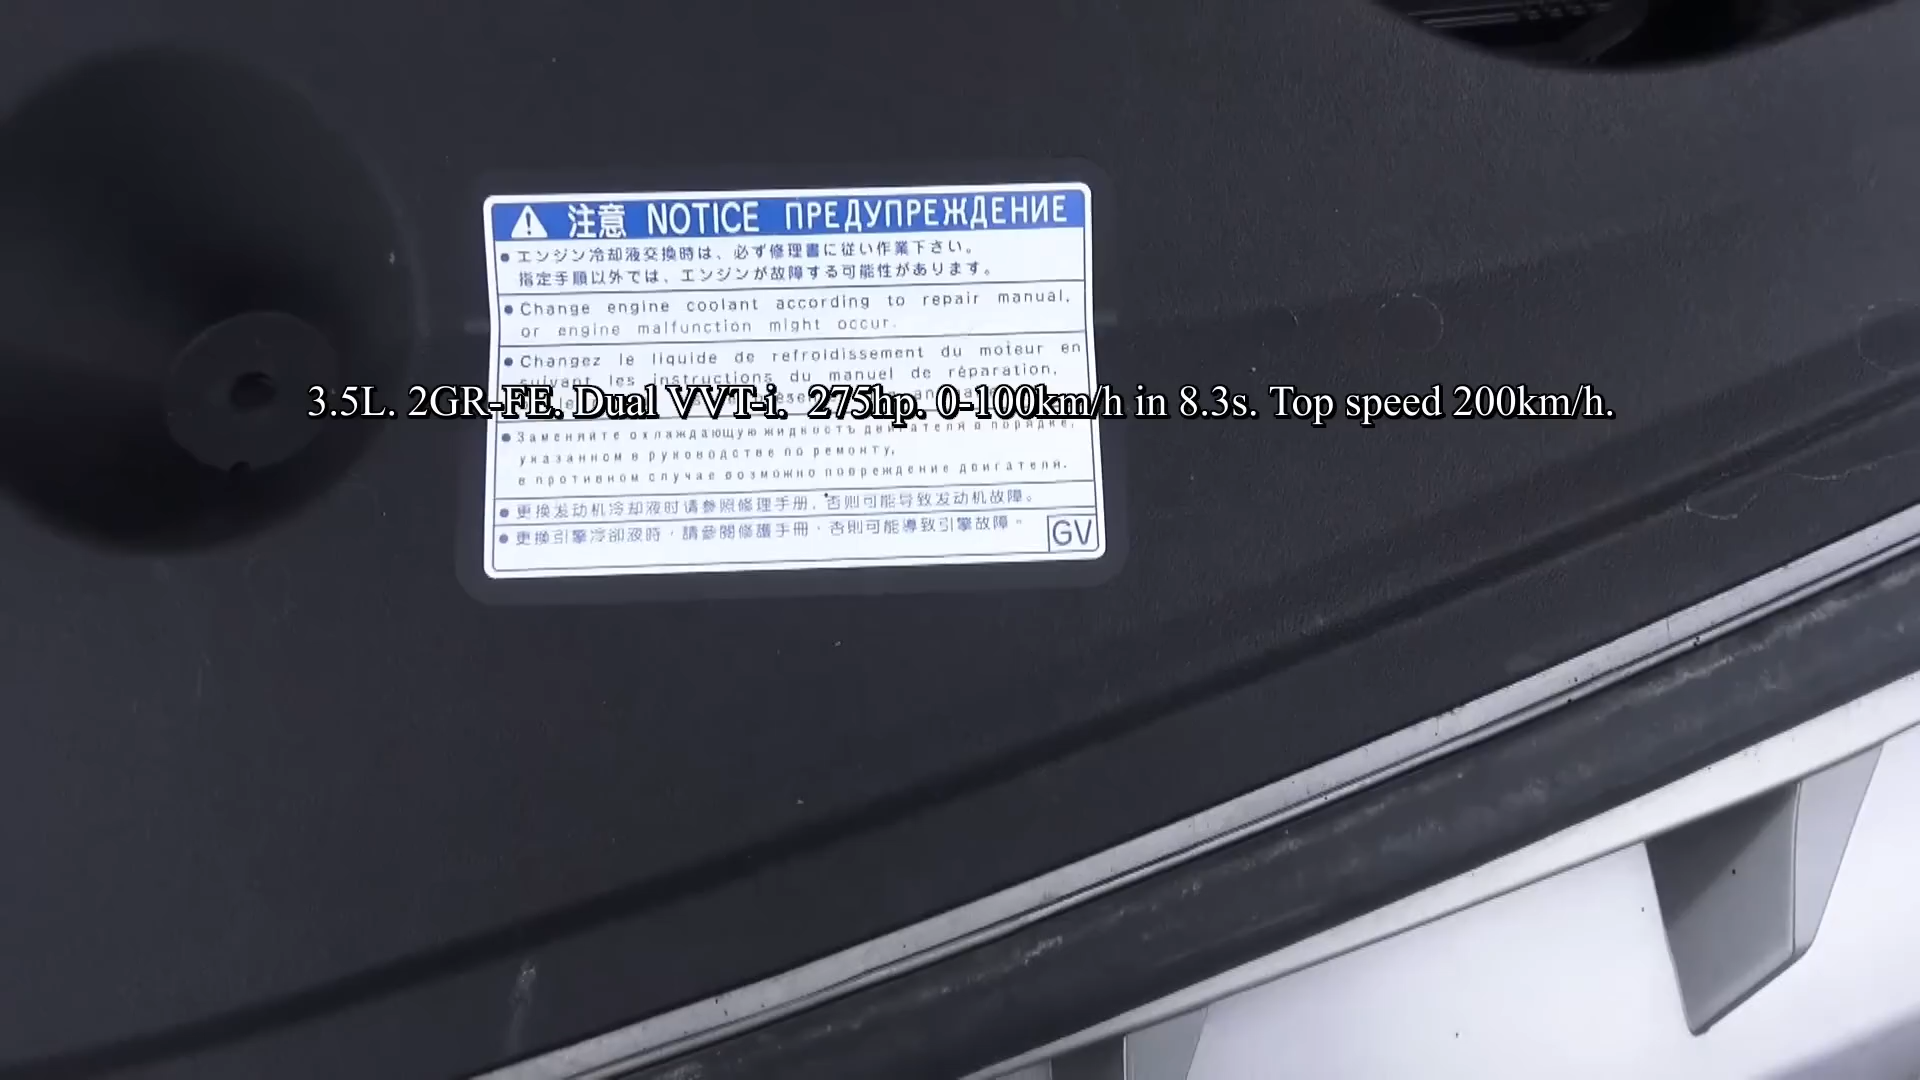 注意 NOTICE ПРЕДУПРЕЖДЕНИЕ
● エンジン冷却液交換時は、必ず修理書に従い作業下さい。
指定手順以外では、エンジンが故障する可能性があります。
● Change engine coolant according to repair manual,
or engine malfunction might occur.
● Changez le liquide de refroidissement du moteur en
suivant les instructions du manuel de réparation,
3.5L. 2GR-FE. Dual VVT-i. 275hp. 0-100km/h in 8.3s. Top speed 200km/h.
● Заменяйте охлаждающую жидкость двигателя в порядке,
указанном в руководстве по ремонту,
в противном случае возможно повреждение двигателя.
● 更换发动机冷却液时请参照修理手册, 否则可能导致发动机故障。
● 更換引擎冷卻液時，請參閱修護手冊，否則可能導致引擎故障。
GV